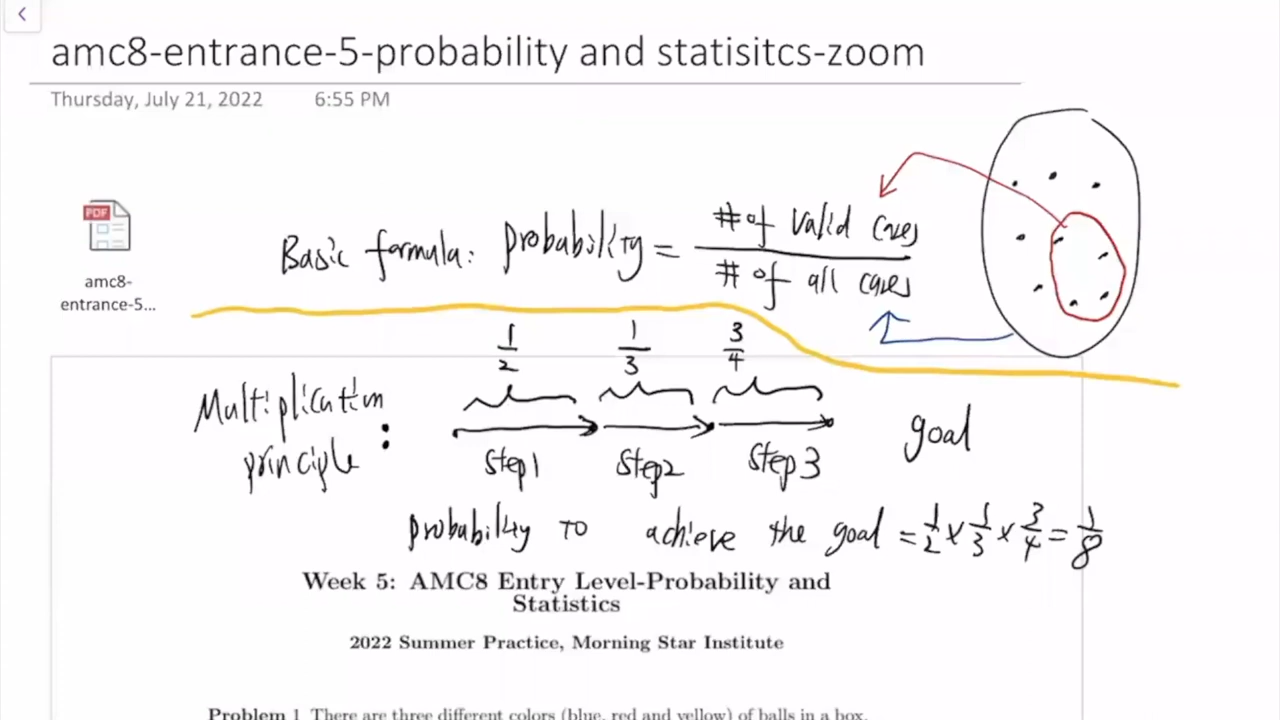 amc8-entrance-5-probability and statisitcs-zoom
Thursday, July 21, 2022 6:55 PM
PDF
amc8-
entrance-5...
Basic formula: probability = # of valid cases / # of all cases
1/2 1/3 3/4
Multiplication principle:
step1 step2 step3 goal
probability to achieve the goal = 1/2 × 1/3 × 3/4 = 1/8
Week 5: AMC8 Entry Level-Probability and
Statistics
2022 Summer Practice, Morning Star Institute
Problem 1 There are three different colors (blue, red and yellow) of balls in a box.